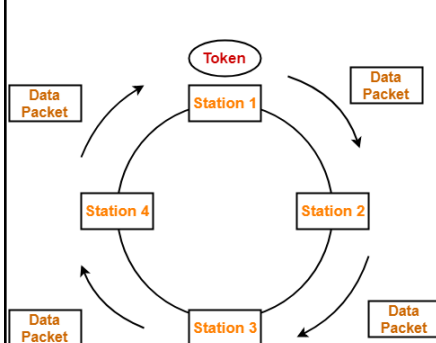 Token
Data
Packet
Station 1
Data
Packet
Station 4
Station 2
Data
Packet
Station 3
Data
Packet